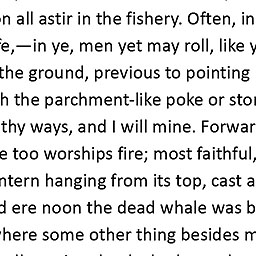 n all astir in the fishery. Often, in
fe,—in ye, men yet may roll, like y
the ground, previous to pointing
h the parchment-like poke or stor
thy ways, and I will mine. Forwar
e too worships fire; most faithful,
ntern hanging from its top, cast a
d ere noon the dead whale was b
where some other thing besides m